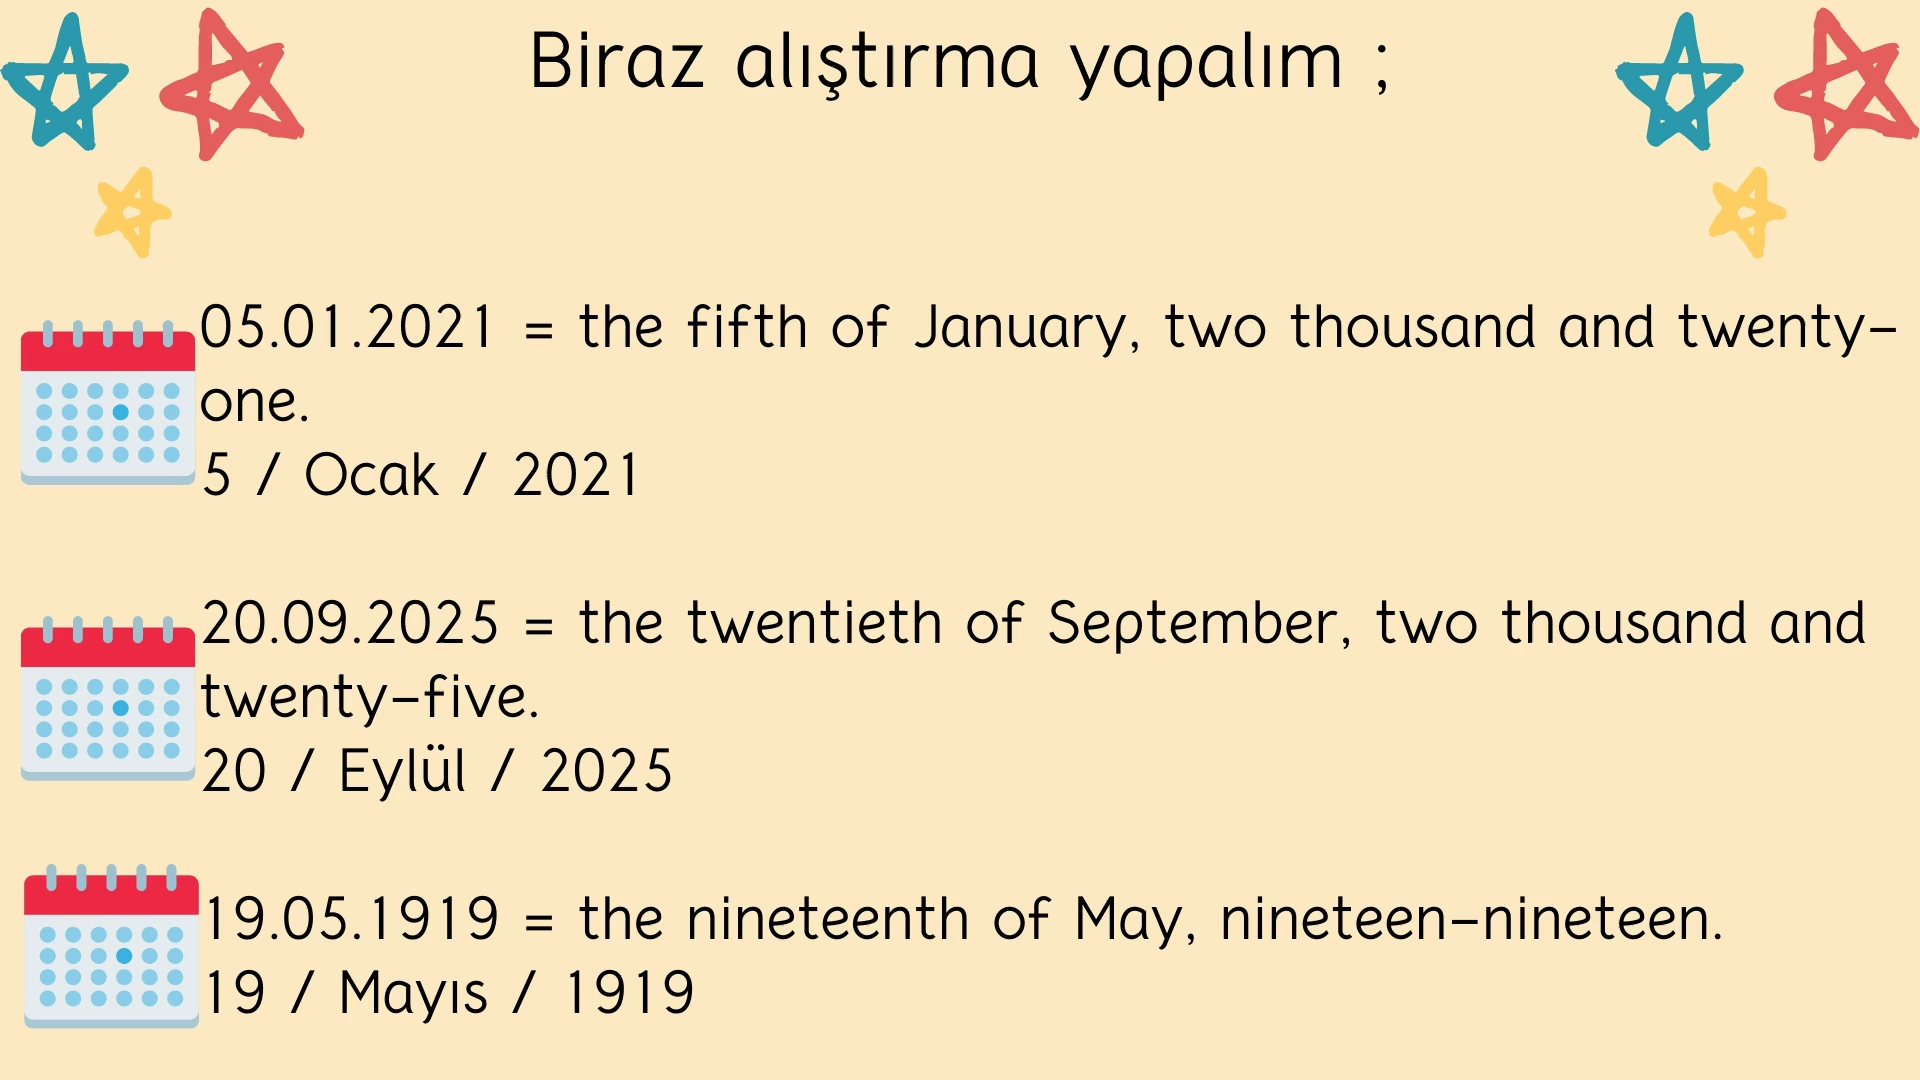 Biraz alıştırma yapalım ;
05.01.2021 = the fifth of January, two thousand and twenty-
one.
5 / Ocak / 2021
20.09.2025 = the twentieth of September, two thousand and
twenty-five.
20 / Eylül / 2025
19.05.1919 = the nineteenth of May, nineteen-nineteen.
19 / Mayıs / 1919